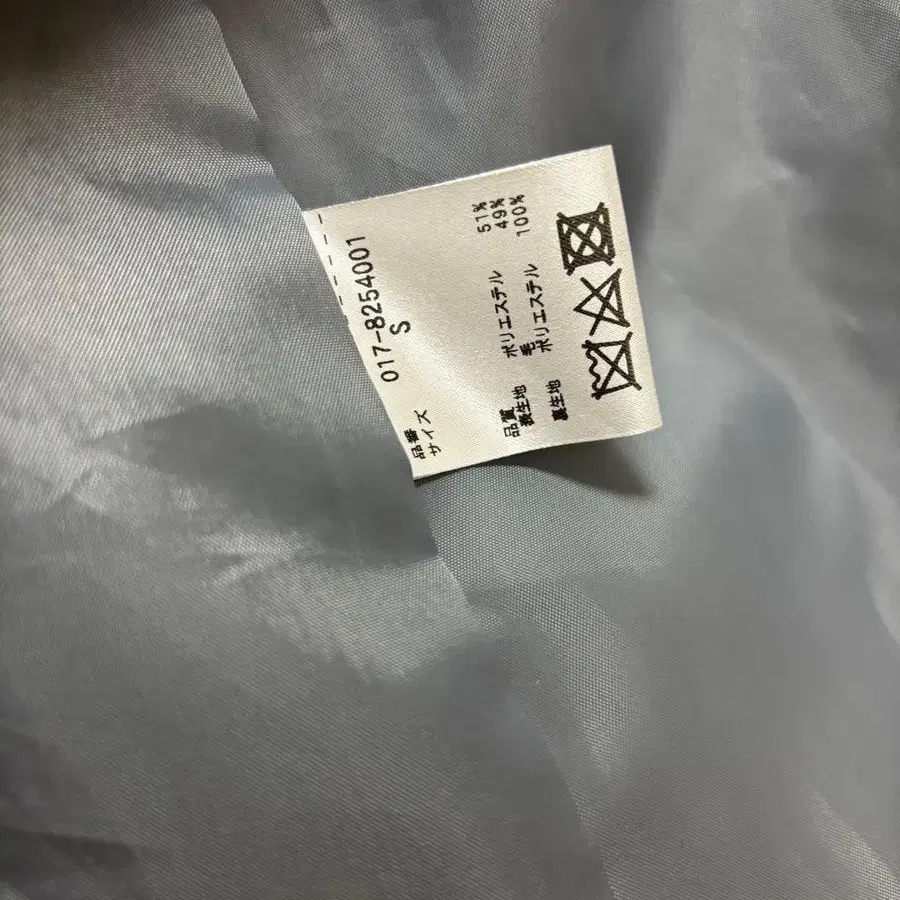 品番 017-8254001
サイズ S
品質
表生地 ポリエステル 51%
毛 49%
裏生地 ポリエステル 100%